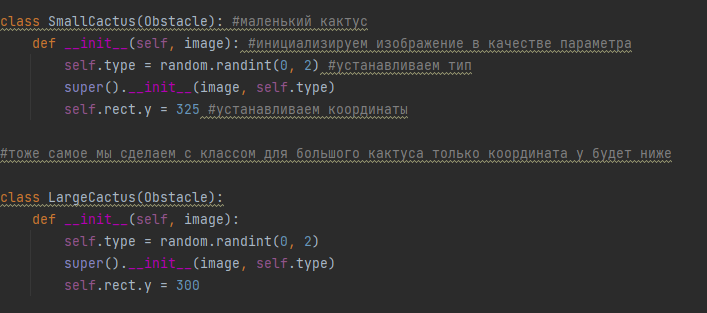 class SmallCactus(Obstacle): #маленький кактус
    def __init__(self, image): #инициализируем изображение в качестве параметра
        self.type = random.randint(0, 2) #устанавливаем тип
        super().__init__(image, self.type)
        self.rect.y = 325 #устанавливаем координаты

#тоже самое мы сделаем с классом для большого кактуса только координата у будет ниже

class LargeCactus(Obstacle):
    def __init__(self, image):
        self.type = random.randint(0, 2)
        super().__init__(image, self.type)
        self.rect.y = 300